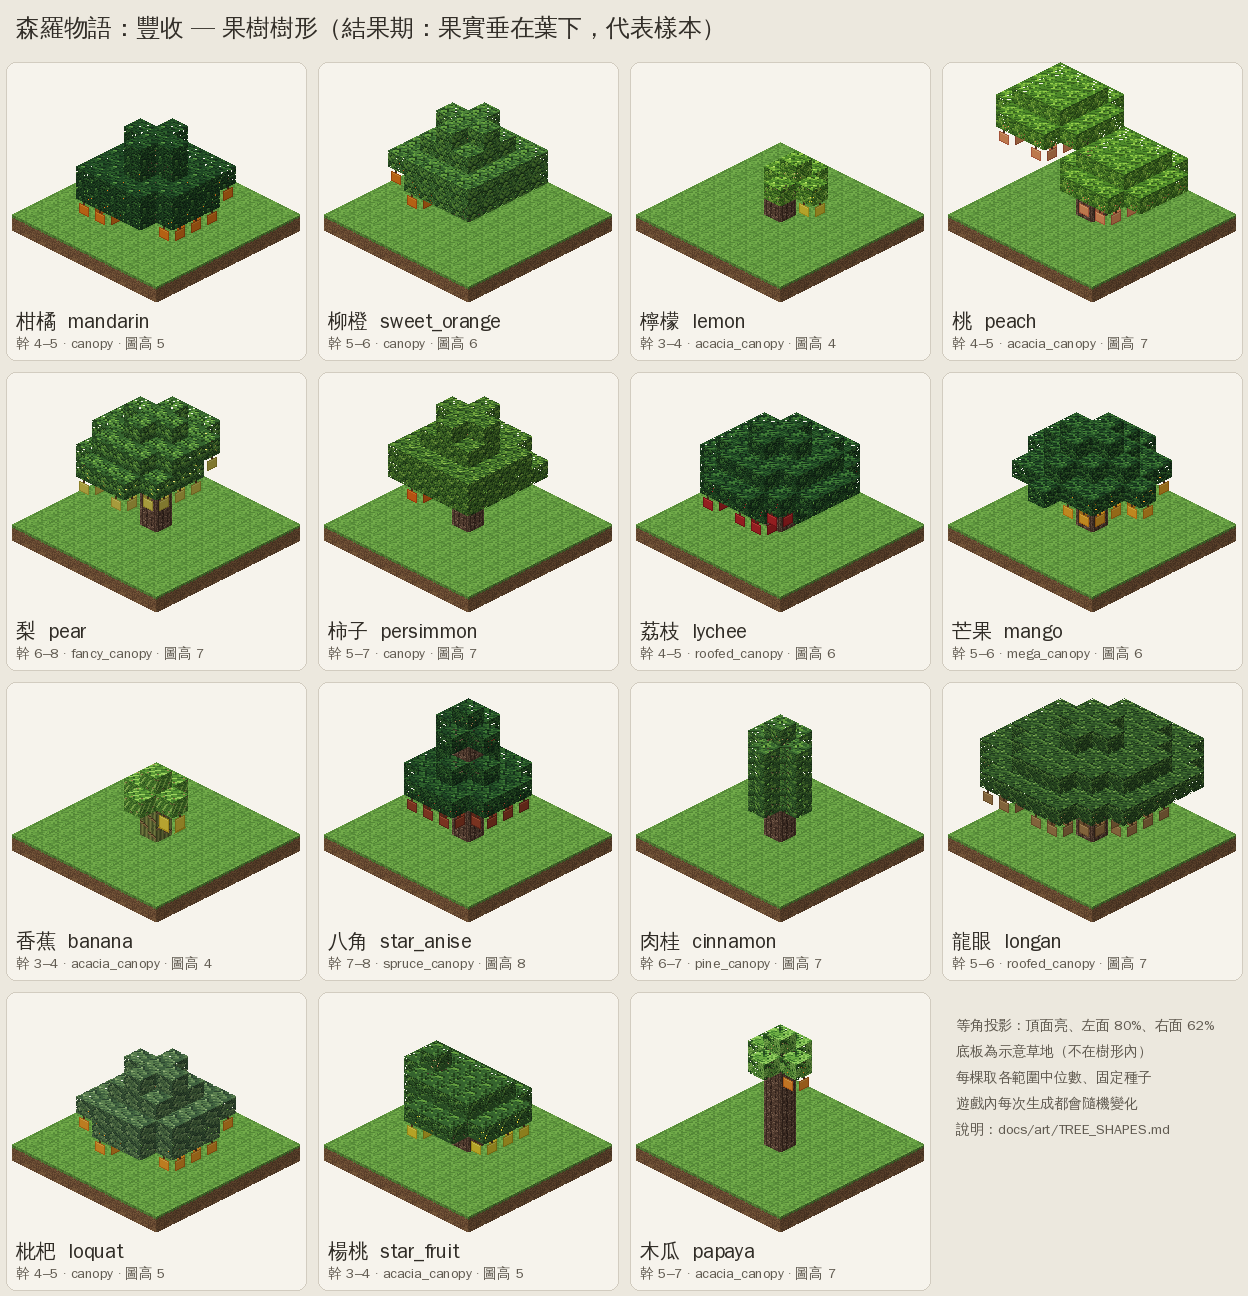 森羅物語：豐收 — 果樹樹形（結果期：果實垂在葉下，代表樣本）
柑橘 mandarin
幹 4–5 · canopy · 圖高 5
柳橙 sweet_orange
幹 5–6 · canopy · 圖高 6
檸檬 lemon
幹 3–4 · acacia_canopy · 圖高 4
桃 peach
幹 4–5 · acacia_canopy · 圖高 7
梨 pear
幹 6–8 · fancy_canopy · 圖高 7
柿子 persimmon
幹 5–7 · canopy · 圖高 7
荔枝 lychee
幹 4–5 · roofed_canopy · 圖高 6
芒果 mango
幹 5–6 · mega_canopy · 圖高 6
香蕉 banana
幹 3–4 · acacia_canopy · 圖高 4
八角 star_anise
幹 7–8 · spruce_canopy · 圖高 8
肉桂 cinnamon
幹 6–7 · pine_canopy · 圖高 7
龍眼 longan
幹 5–6 · roofed_canopy · 圖高 7
枇杷 loquat
幹 4–5 · canopy · 圖高 5
楊桃 star_fruit
幹 3–4 · acacia_canopy · 圖高 5
木瓜 papaya
幹 5–7 · acacia_canopy · 圖高 7
等角投影：頂面亮、左面 80%、右面 62%
底板為示意草地（不在樹形內）
每棵取各範圍中位數、固定種子
遊戲內每次生成都會隨機變化
說明：docs/art/TREE_SHAPES.md